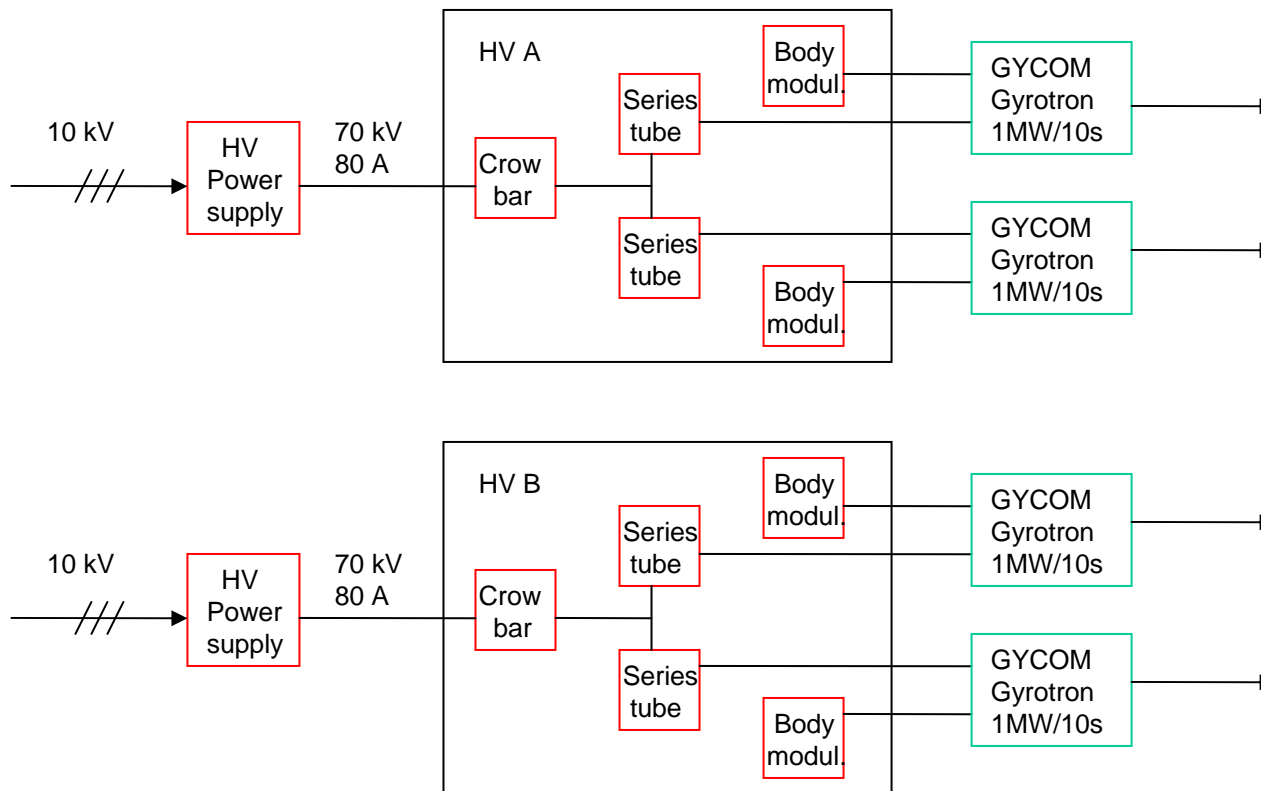 10 kV
HV
Power
supply
70 kV
80 A
HV A
Crow
bar
Series
tube
Series
tube
Body
modul.
Body
modul.
GYCOM
Gyrotron
1MW/10s
GYCOM
Gyrotron
1MW/10s
10 kV
HV
Power
supply
70 kV
80 A
HV B
Crow
bar
Series
tube
Series
tube
Body
modul.
Body
modul.
GYCOM
Gyrotron
1MW/10s
GYCOM
Gyrotron
1MW/10s